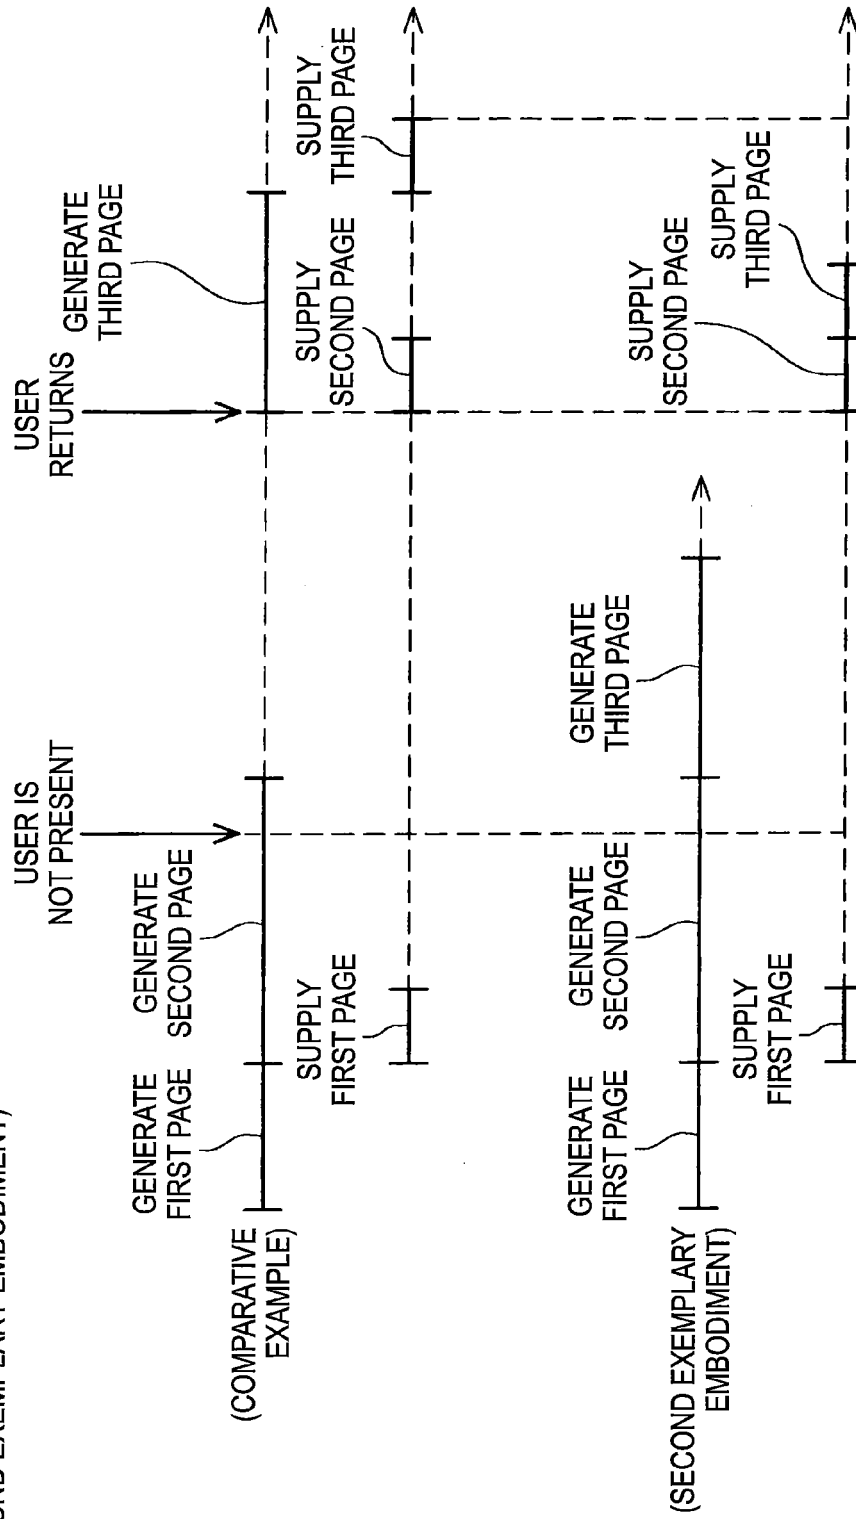 EXEMPLARY EMBODIMENT)
USER IS
NOT PRESENT
USER
RETURNS
(COMPARATIVE
EXAMPLE)
GENERATE
FIRST PAGE
GENERATE
SECOND PAGE
GENERATE
THIRD PAGE
SUPPLY
FIRST PAGE
SUPPLY
SECOND PAGE
SUPPLY
THIRD PAGE
(SECOND EXEMPLARY
EMBODIMENT)
GENERATE
FIRST PAGE
GENERATE
SECOND PAGE
GENERATE
THIRD PAGE
SUPPLY
FIRST PAGE
SUPPLY
SECOND PAGE
SUPPLY
THIRD PAGE